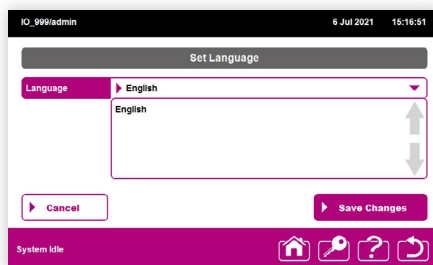 IO_999/admin 6 Jul 2021 15:16:51
Set Language
Language English
English
Cancel Save Changes
System Idle